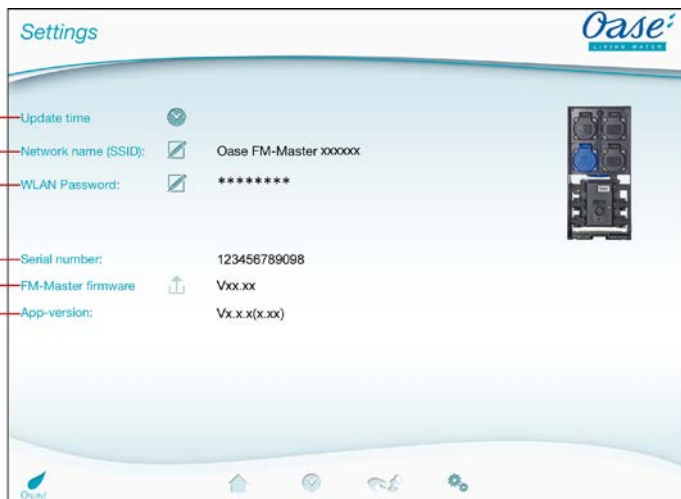 Settings
Oase
LIVING WATER
Update time
Network name (SSID): Oase FM-Master xxxxxx
WLAN Password: ********
Serial number: 123456789098
FM-Master firmware Vxx.xx
App-version: Vx.x.x(x.xx)